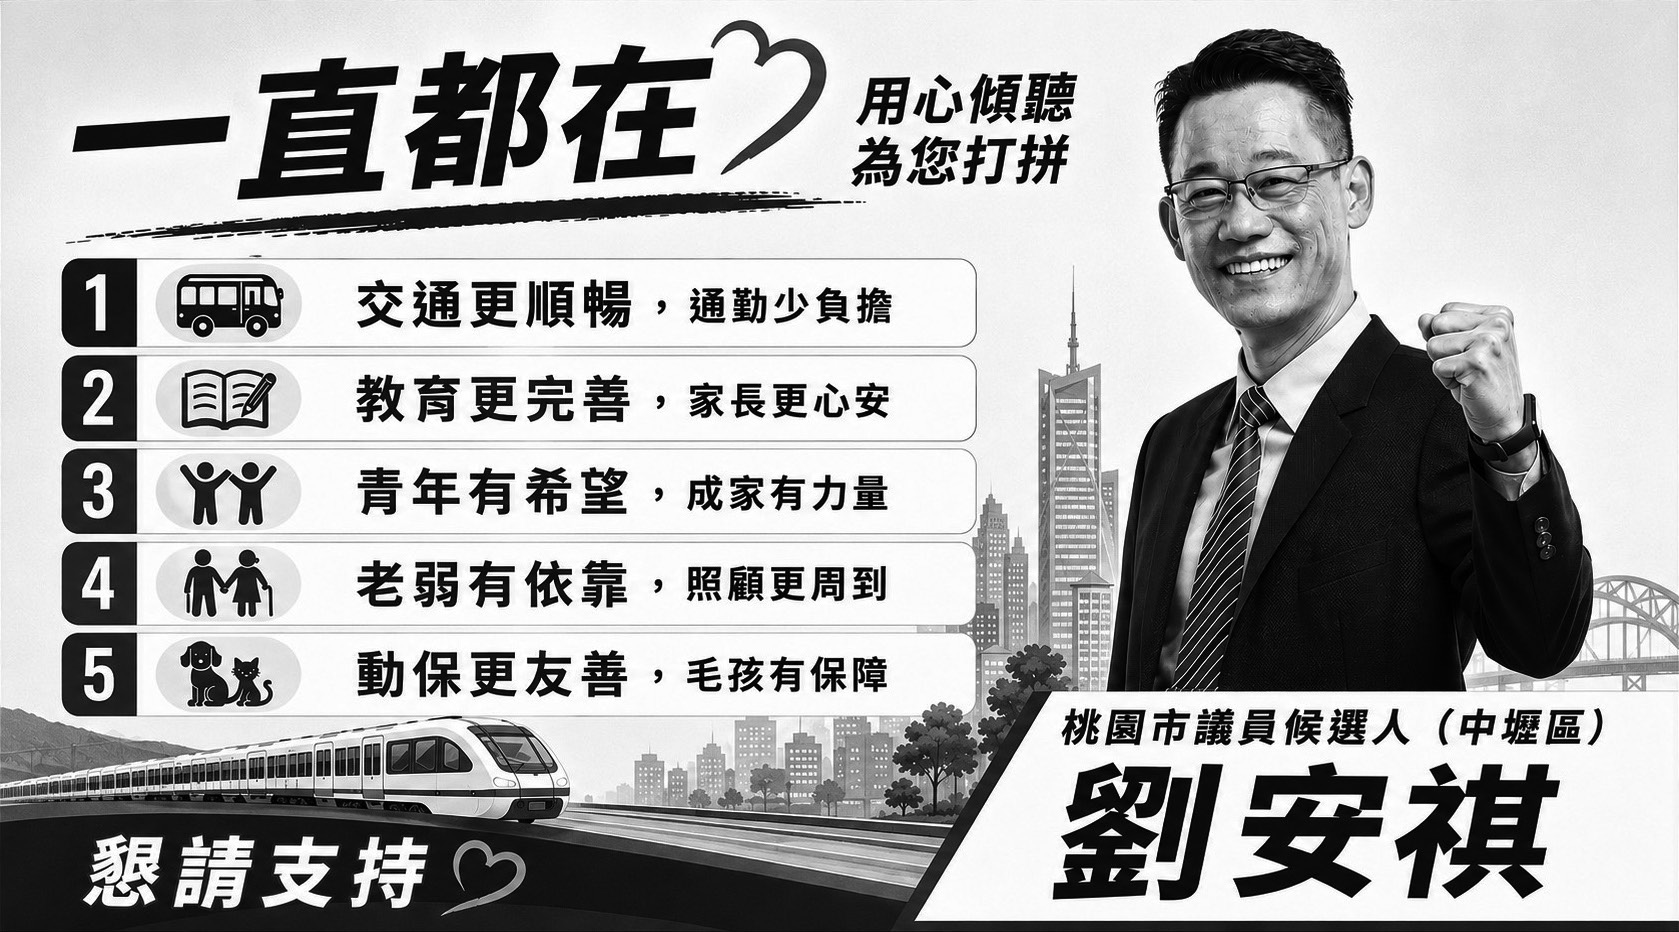 一直都在
用心傾聽
為您打拼
1 交通更順暢，通勤少負擔
2 教育更完善，家長更心安
3 青年有希望，成家有力量
4 老弱有依靠，照顧更周到
5 動保更友善，毛孩有保障
懇請支持
桃園市議員候選人（中壢區）
劉安祺